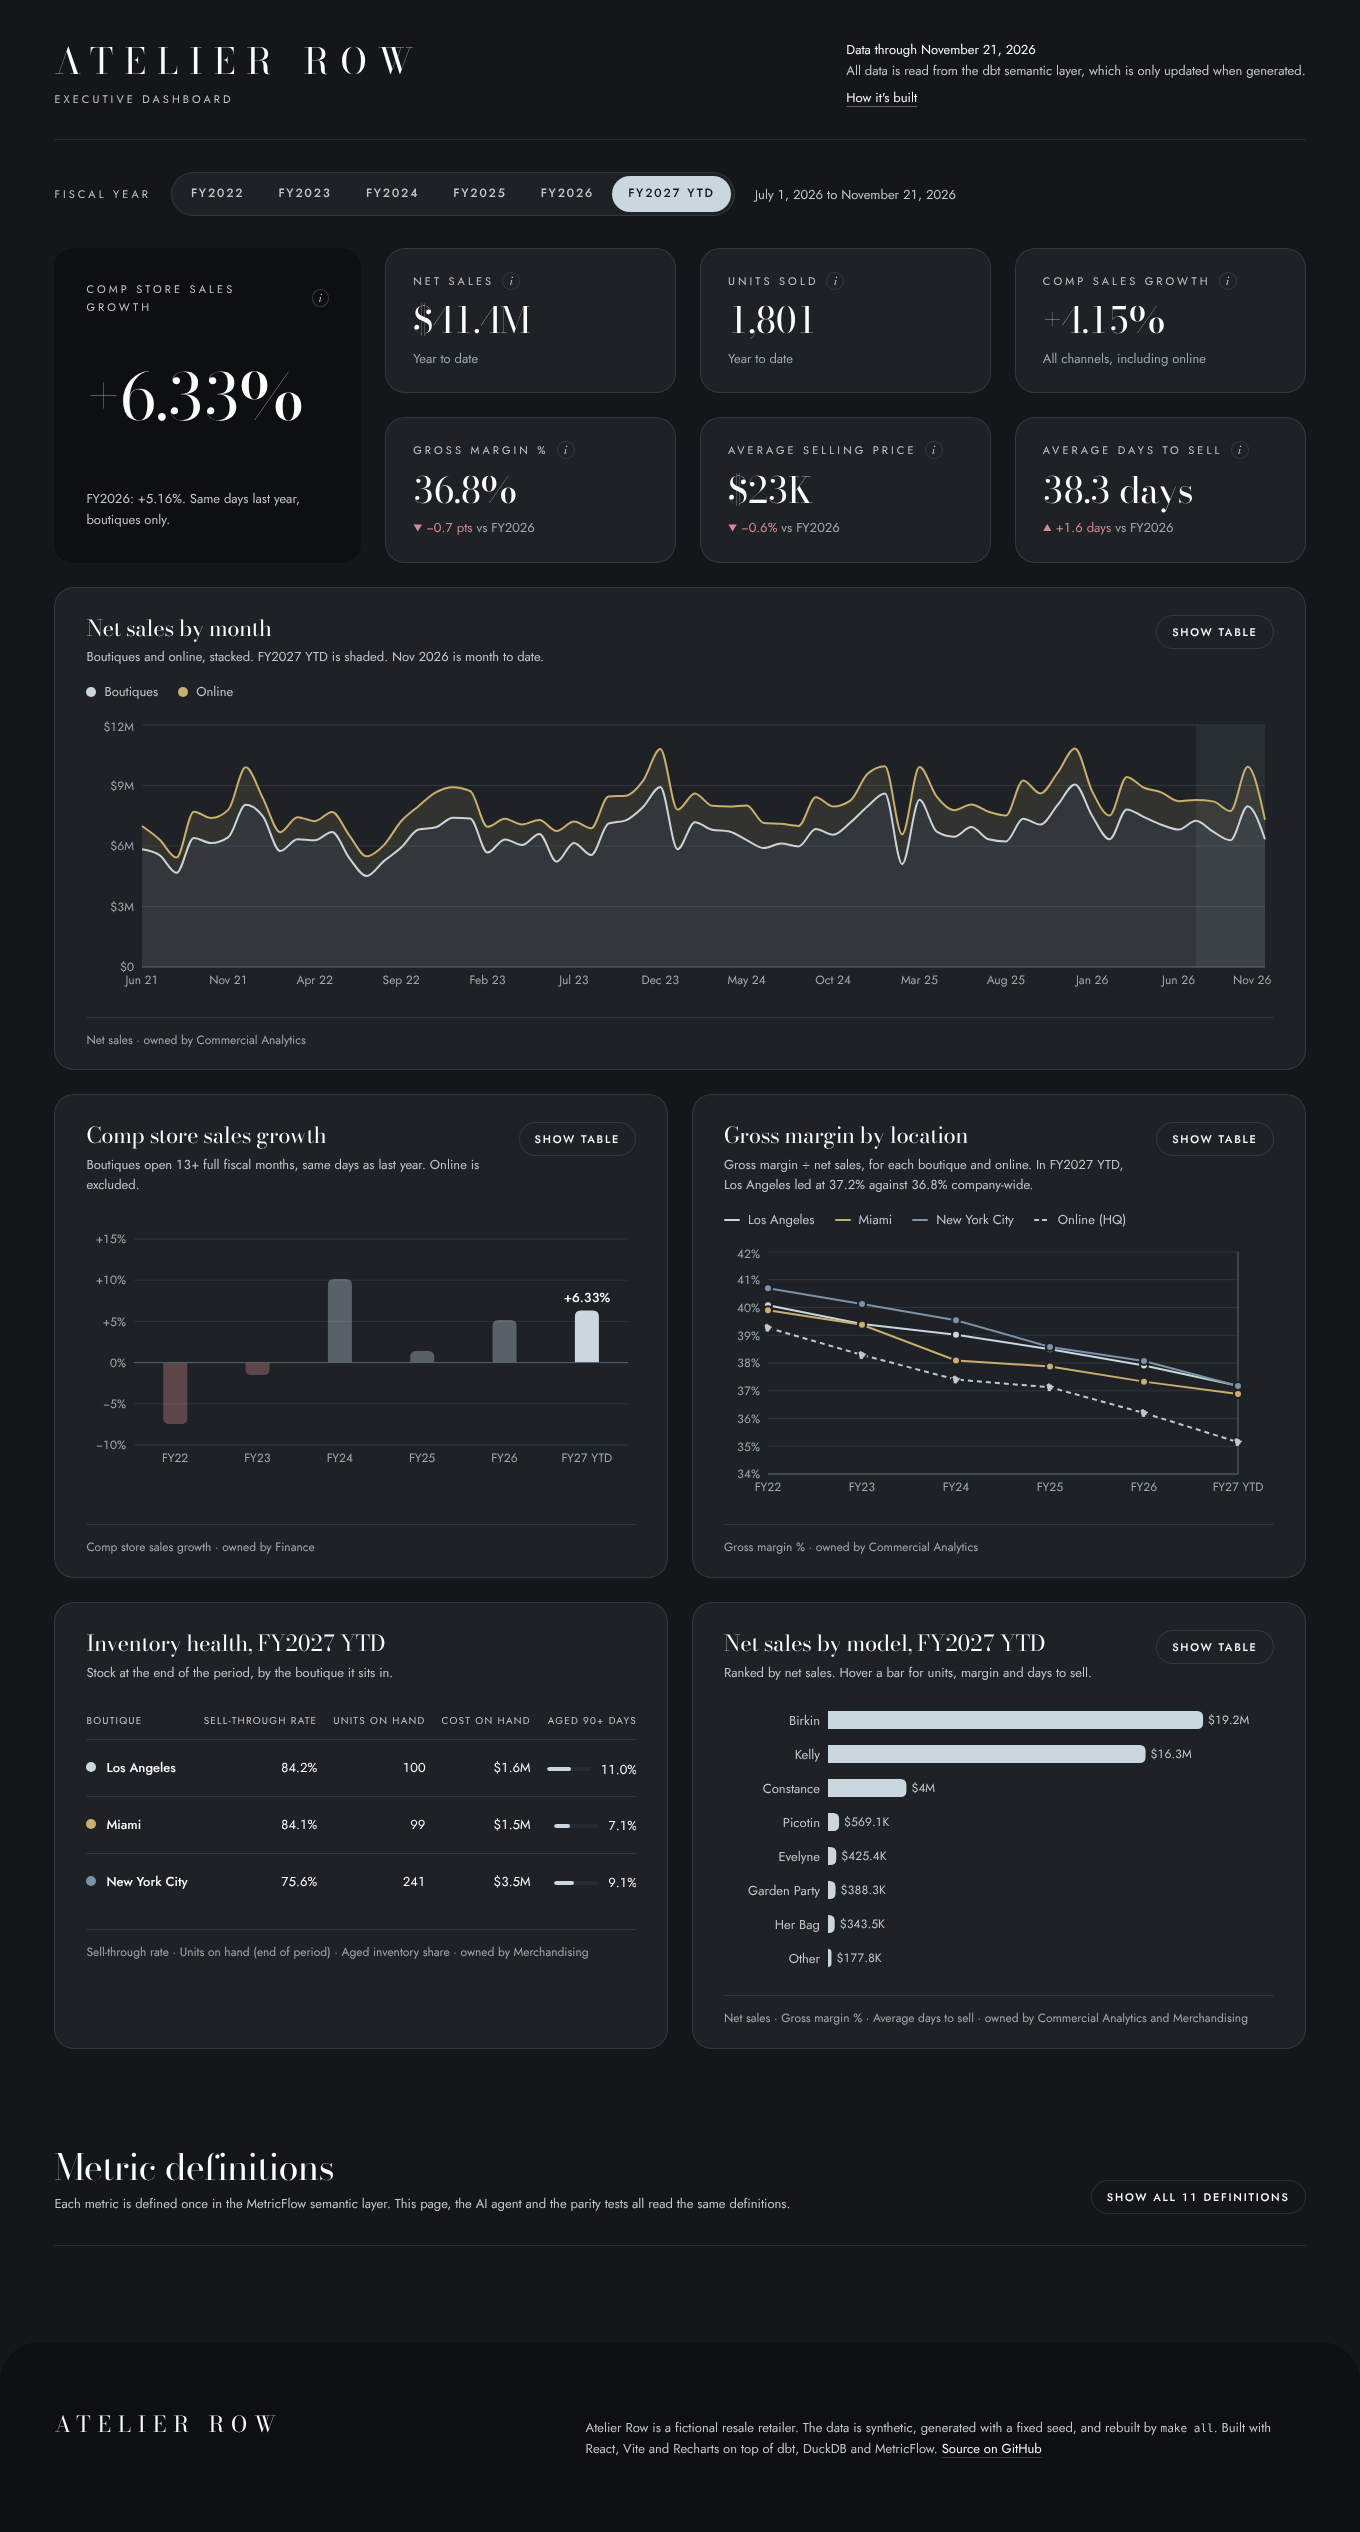 ATELIER ROW
EXECUTIVE DASHBOARD
Data through November 21, 2026
All data is read from the dbt semantic layer, which is only updated when generated.
How it's built
FISCAL YEAR
FY2022 FY2023 FY2024 FY2025 FY2026 FY2027 YTD
July 1, 2026 to November 21, 2026
COMP STORE SALES
GROWTH
i
+6.33%
FY2026: +5.16%. Same days last year,
boutiques only.
NET SALES i
$41.4M
Year to date
UNITS SOLD i
1,801
Year to date
COMP SALES GROWTH i
+4.15%
All channels, including online
GROSS MARGIN % i
36.8%
▼ −0.7 pts vs FY2026
AVERAGE SELLING PRICE i
$23K
▼ −0.6% vs FY2026
AVERAGE DAYS TO SELL i
38.3 days
▲ +1.6 days vs FY2026
Net sales by month
SHOW TABLE
Boutiques and online, stacked. FY2027 YTD is shaded. Nov 2026 is month to date.
Boutiques Online
$12M
$9M
$6M
$3M
$0
Jun 21 Nov 21 Apr 22 Sep 22 Feb 23 Jul 23 Dec 23 May 24 Oct 24 Mar 25 Aug 25 Jan 26 Jun 26 Nov 26
Net sales · owned by Commercial Analytics
Comp store sales growth
SHOW TABLE
Boutiques open 13+ full fiscal months, same days as last year. Online is
excluded.
+15%
+10%
+5%
0%
−5%
−10%
+6.33%
FY22 FY23 FY24 FY25 FY26 FY27 YTD
Comp store sales growth · owned by Finance
Gross margin by location
SHOW TABLE
Gross margin ÷ net sales, for each boutique and online. In FY2027 YTD,
Los Angeles led at 37.2% against 36.8% company-wide.
Los Angeles Miami New York City Online (HQ)
42%
41%
40%
39%
38%
37%
36%
35%
34%
FY22 FY23 FY24 FY25 FY26 FY27 YTD
Gross margin % · owned by Commercial Analytics
Inventory health, FY2027 YTD
Stock at the end of the period, by the boutique it sits in.
BOUTIQUE SELL-THROUGH RATE UNITS ON HAND COST ON HAND AGED 90+ DAYS
Los Angeles 84.2% 100 $1.6M 11.0%
Miami 84.1% 99 $1.5M 7.1%
New York City 75.6% 241 $3.5M 9.1%
Sell-through rate · Units on hand (end of period) · Aged inventory share · owned by Merchandising
Net sales by model, FY2027 YTD
SHOW TABLE
Ranked by net sales. Hover a bar for units, margin and days to sell.
Birkin $19.2M
Kelly $16.3M
Constance $4M
Picotin $569.1K
Evelyne $425.4K
Garden Party $388.3K
Her Bag $343.5K
Other $177.8K
Net sales · Gross margin % · Average days to sell · owned by Commercial Analytics and Merchandising
Metric definitions
Each metric is defined once in the MetricFlow semantic layer. This page, the AI agent and the parity tests all read the same definitions.
SHOW ALL 11 DEFINITIONS
ATELIER ROW
Atelier Row is a fictional resale retailer. The data is synthetic, generated with a fixed seed, and rebuilt by make all. Built with
React, Vite and Recharts on top of dbt, DuckDB and MetricFlow. Source on GitHub